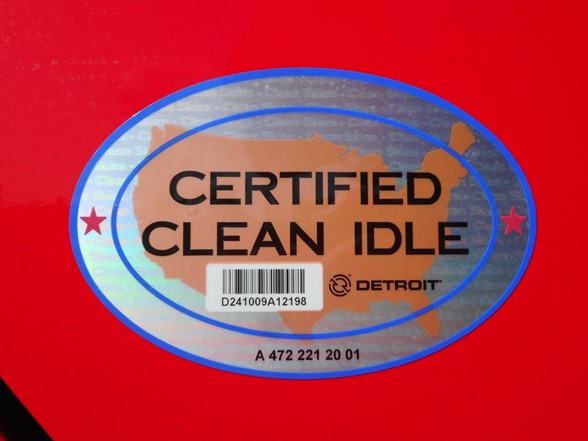 CERTIFIED
CLEAN IDLE
D241009A12198
DETROIT
A 472 221 20 01